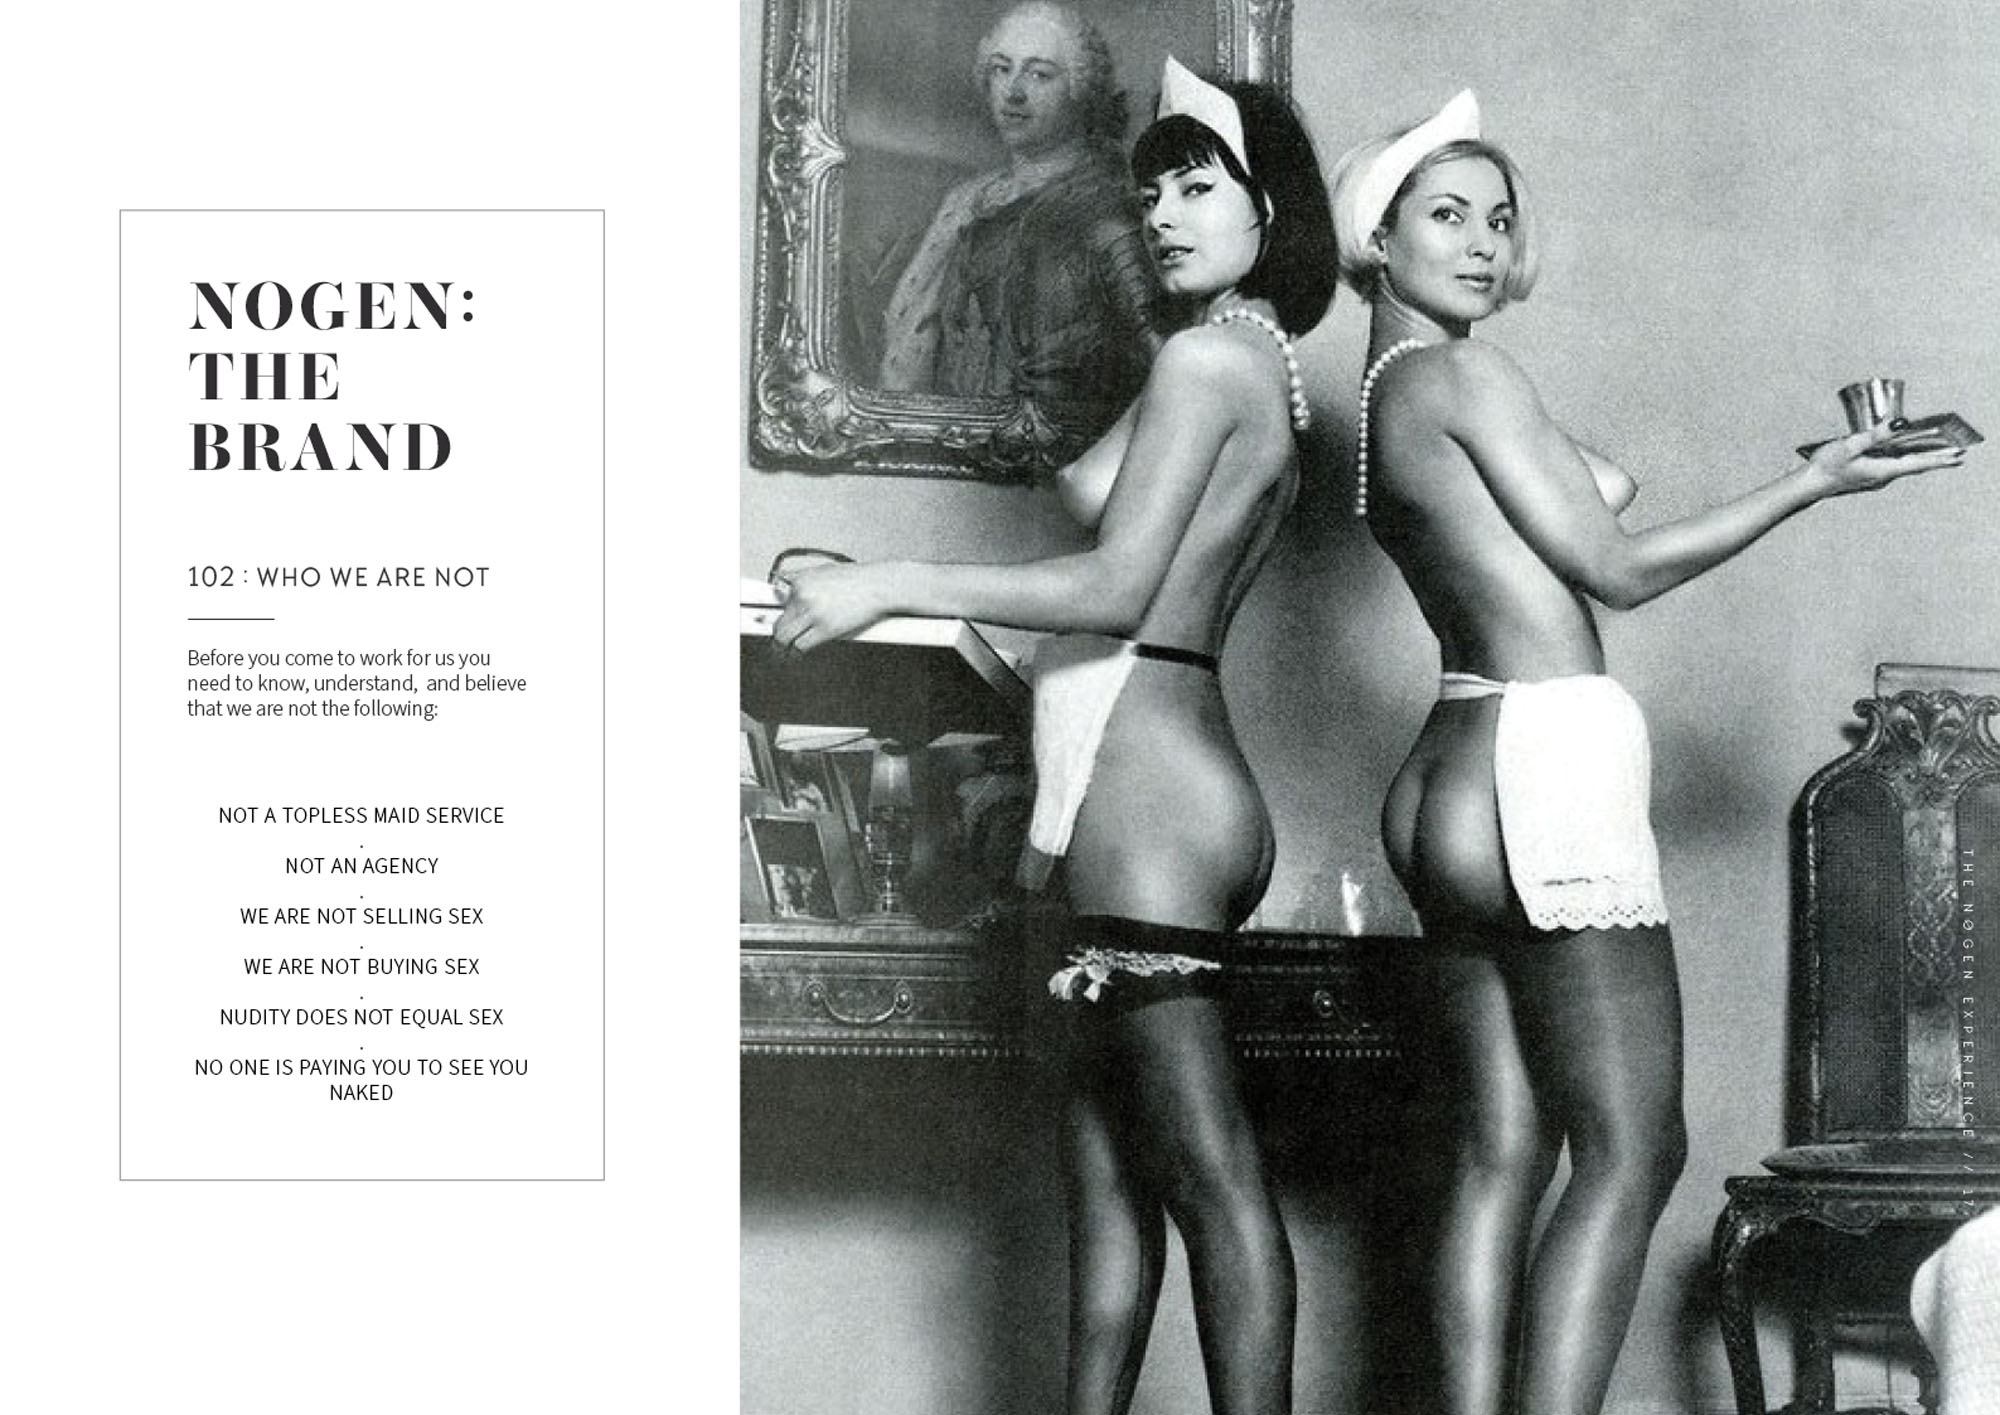 NOGEN:
THE
BRAND
102 : WHO WE ARE NOT
Before you come to work for us you
need to know, understand,  and believe
that we are not the following:
NOT A TOPLESS MAID SERVICE
.
NOT AN AGENCY
.
WE ARE NOT SELLING SEX
.
WE ARE NOT BUYING SEX
.
NUDITY DOES NOT EQUAL SEX
.
NO ONE IS PAYING YOU TO SEE YOU
NAKED
THE NØGEN EXPERIENCE // 17